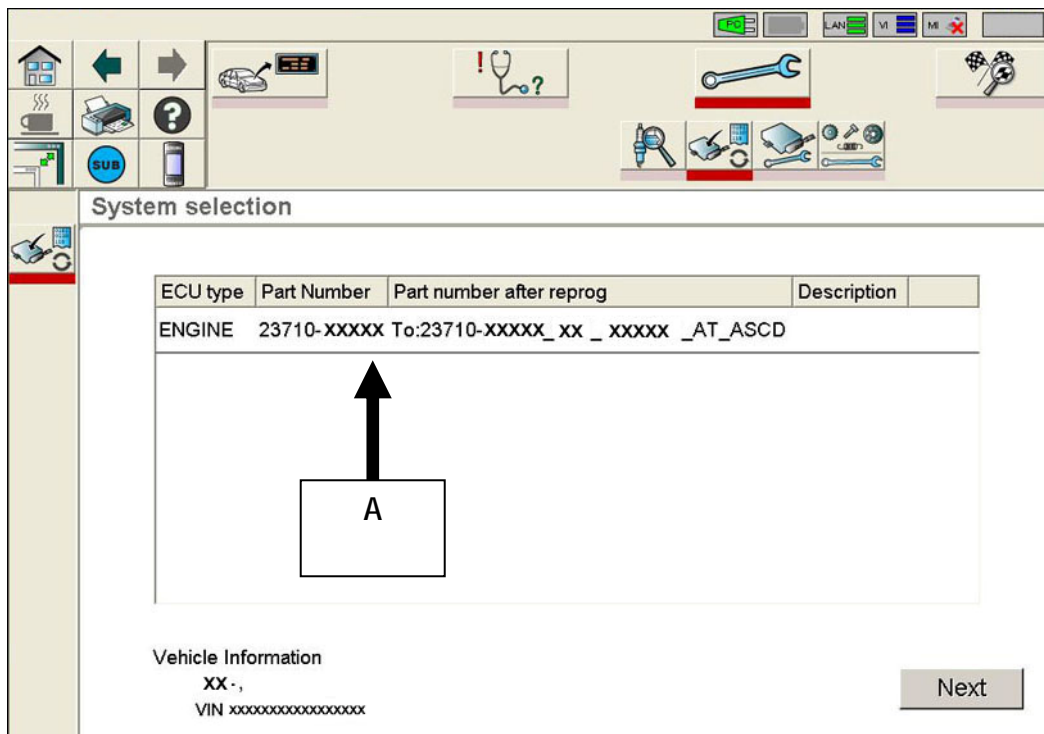 PC LAN VI MI
! ?
?
SUB
System selection
ECU type Part Number Part number after reprog Description
ENGINE 23710-XXXXX To:23710-XXXXX_ XX _ XXXXX _AT_ASCD
A
Vehicle Information
XX-,
VIN xxxxxxxxxxxxxxxxx
Next